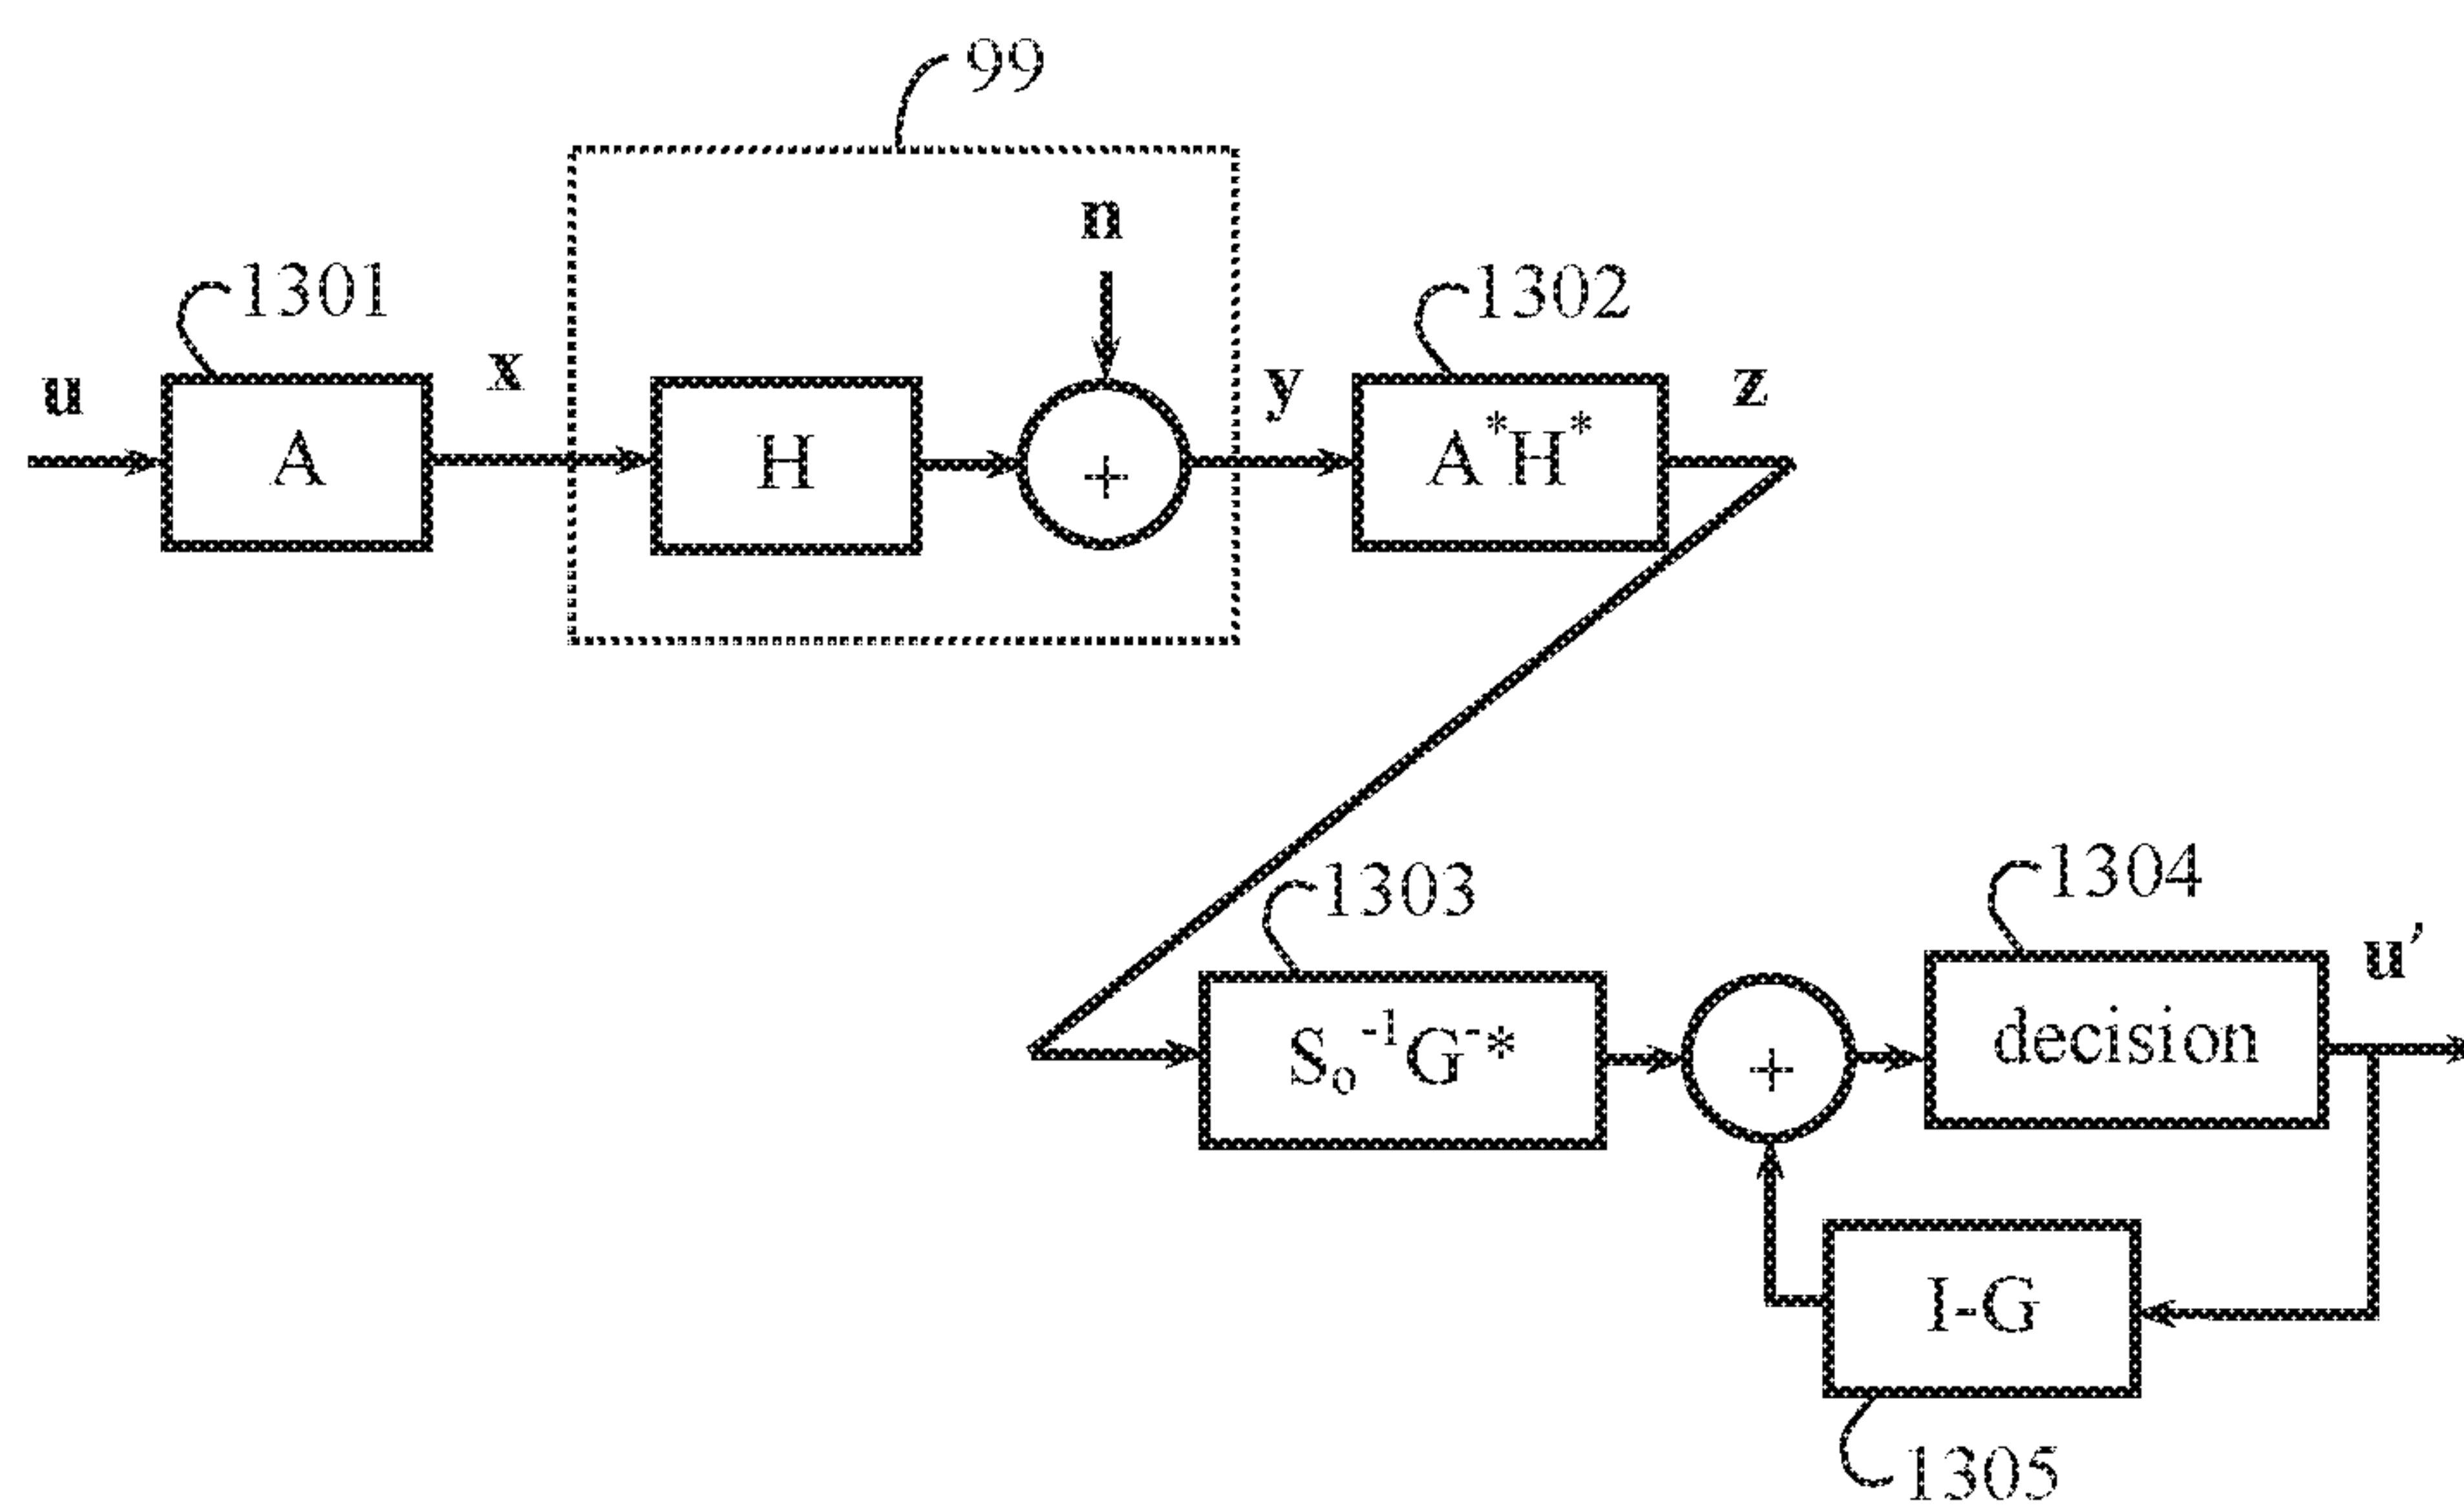 99
n
1301
1302
u
x
y
z
A
H
+
A*H*
1303
1304
u'
S₀⁻¹G⁻*
+
decision
I-G
1305